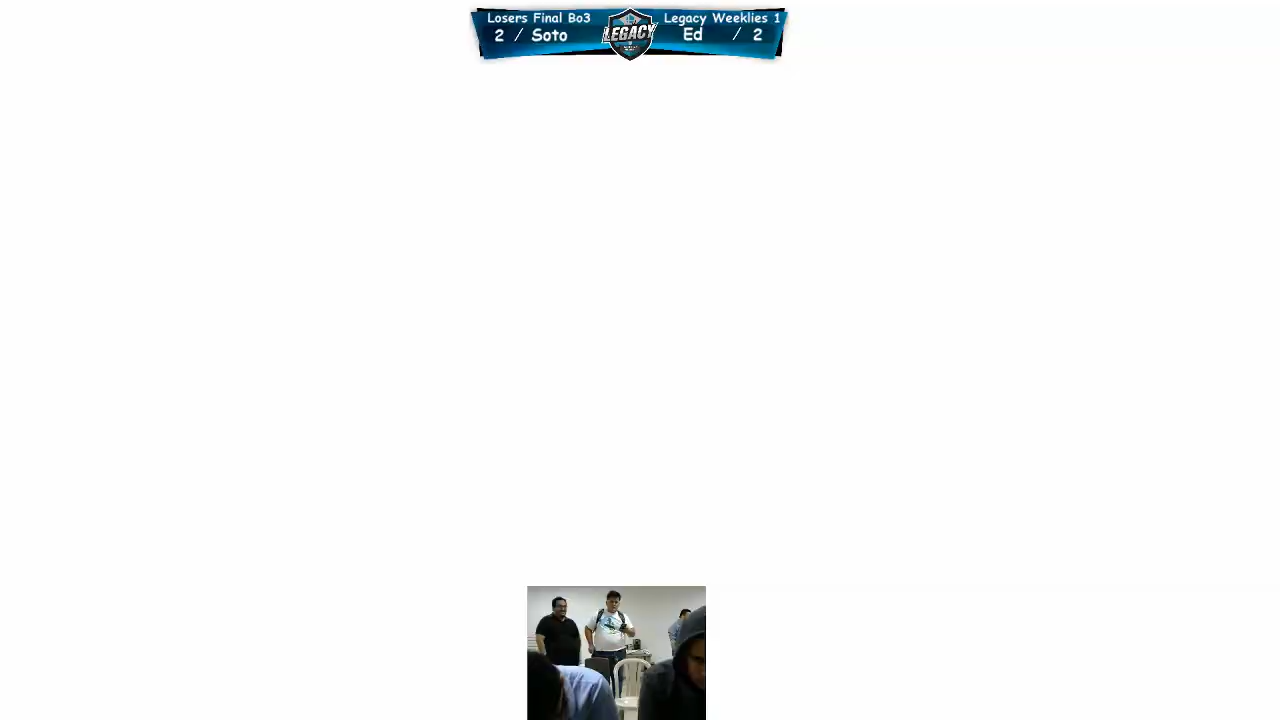 Losers Final Bo3
2 / Soto
LEGACY
Legacy Weeklies 1
Ed / 2